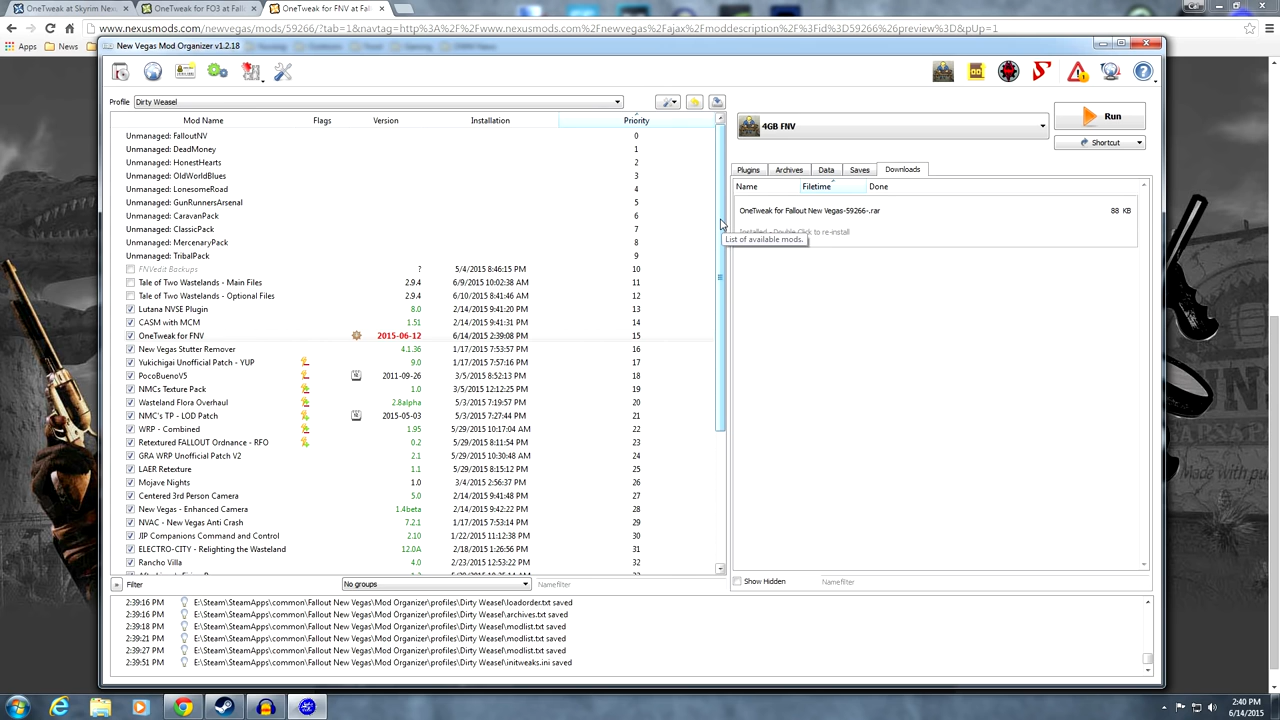 OneTweak at Skyrim Nexus
OneTweak for FO3 at Fall
OneTweak for FNV at Fall
Cal
www.nexusmods.com/newvegas/mods/59266/?tab=1&navtag=http%3A%2F%2Fwww.nexusmods.com%2Fnewvegas%2Fajax%2Fmoddescription%2F%3Fid%3D59266%26preview%3D&pUp=1
Apps
News
New Vegas Mod Organizer v1.2.18
Profile Dirty Weasel
4GB FNV
Run
Shortcut
Mod Name Flags Version Installation Priority
Unmanaged: FalloutNV 0
Unmanaged: DeadMoney 1
Unmanaged: HonestHearts 2
Unmanaged: OldWorldBlues 3
Unmanaged: LonesomeRoad 4
Unmanaged: GunRunnersArsenal 5
Unmanaged: CaravanPack 6
Unmanaged: ClassicPack 7
Unmanaged: MercenaryPack 8
Unmanaged: TribalPack 9
FNVedit Backups ? 5/4/2015 8:46:15 PM 10
Tale of Two Wastelands - Main Files 2.9.4 6/9/2015 10:02:38 AM 11
Tale of Two Wastelands - Optional Files 2.9.4 6/10/2015 8:41:46 AM 12
Lutana NVSE Plugin 8.0 2/14/2015 9:41:20 PM 13
CASM with MCM 1.51 2/14/2015 9:41:31 PM 14
OneTweak for FNV 2015-06-12 6/14/2015 2:39:08 PM 15
New Vegas Stutter Remover 4.1.36 1/17/2015 7:53:57 PM 16
Yukichigai Unofficial Patch - YUP 9.0 1/17/2015 7:57:16 PM 17
PocoBuenoV5 2011-09-26 3/5/2015 8:52:13 PM 18
NMCs Texture Pack 1.0 3/5/2015 12:12:25 PM 19
Wasteland Flora Overhaul 2.8alpha 5/3/2015 7:19:57 PM 20
NMC's TP - LOD Patch 2015-05-03 5/3/2015 7:27:44 PM 21
WRP - Combined 1.95 5/29/2015 10:17:04 AM 22
Retextured FALLOUT Ordnance - RFO 0.2 5/29/2015 8:11:54 PM 23
GRA WRP Unofficial Patch V2 2.1 5/29/2015 10:30:48 AM 24
LAER Retexture 1.1 5/29/2015 8:15:12 PM 25
Mojave Nights 1.0 3/4/2015 2:56:37 PM 26
Centered 3rd Person Camera 5.0 2/14/2015 9:41:48 PM 27
New Vegas - Enhanced Camera 1.4beta 2/14/2015 9:42:22 PM 28
NVAC - New Vegas Anti Crash 7.2.1 1/17/2015 7:53:14 PM 29
JIP Companions Command and Control 2.10 1/22/2015 11:12:38 PM 30
ELECTRO-CITY - Relighting the Wasteland 12.0A 2/18/2015 1:26:56 PM 31
Rancho Villa 4.0 2/23/2015 12:53:22 PM 32
Plugins Archives Data Saves Downloads
Name Filetime Done
OneTweak for Fallout New Vegas-59266-.rar 88 KB
Installed - Double Click to re-install
List of available mods.
» Filter No groups Namefilter
Show Hidden Namefilter
2:39:16 PM E:\Steam\SteamApps\common\Fallout New Vegas\Mod Organizer\profiles\Dirty Weasel\loadorder.txt saved
2:39:16 PM E:\Steam\SteamApps\common\Fallout New Vegas\Mod Organizer\profiles\Dirty Weasel\archives.txt saved
2:39:18 PM E:\Steam\SteamApps\common\Fallout New Vegas\Mod Organizer\profiles\Dirty Weasel\modlist.txt saved
2:39:21 PM E:\Steam\SteamApps\common\Fallout New Vegas\Mod Organizer\profiles\Dirty Weasel\modlist.txt saved
2:39:27 PM E:\Steam\SteamApps\common\Fallout New Vegas\Mod Organizer\profiles\Dirty Weasel\modlist.txt saved
2:39:51 PM E:\Steam\SteamApps\common\Fallout New Vegas\Mod Organizer\profiles\Dirty Weasel\initweaks.ini saved
2:40 PM
6/14/2015